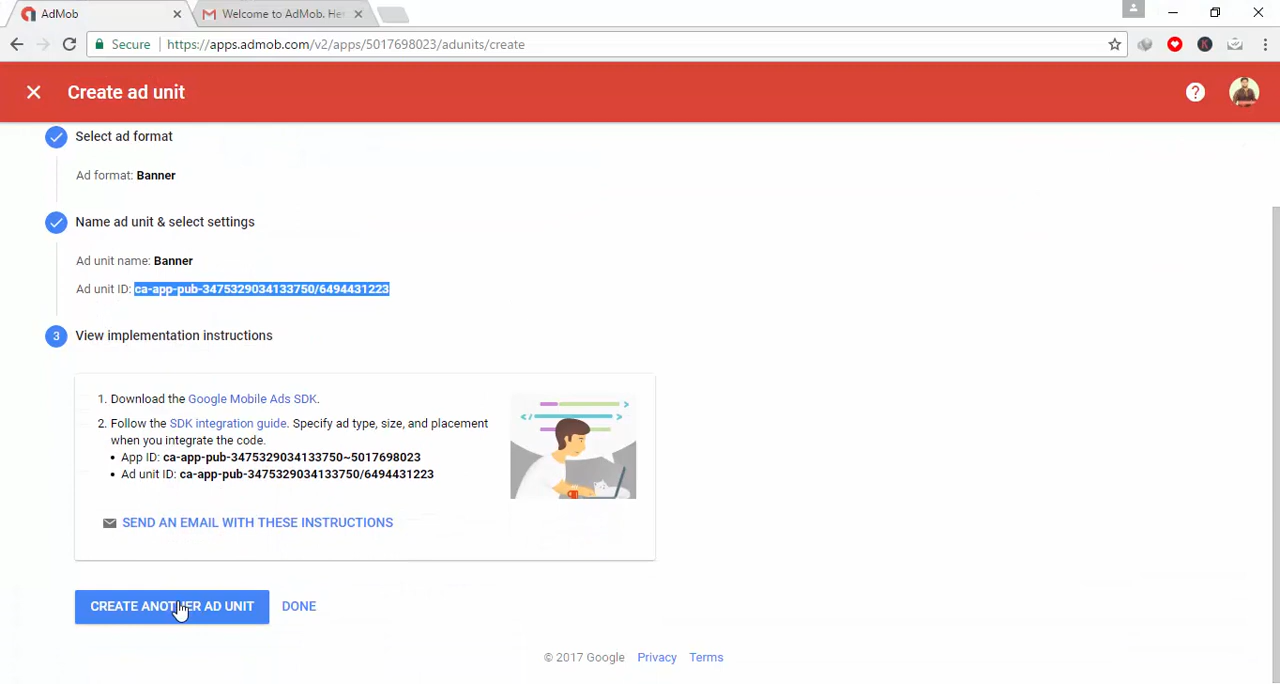 AdMob
Welcome to AdMob. Her
Secure
https://apps.admob.com/v2/apps/5017698023/adunits/create
Create ad unit
Select ad format
Ad format: Banner
Name ad unit & select settings
Ad unit name: Banner
Ad unit ID: ca-app-pub-3475329034133750/6494431223
3 View implementation instructions
1. Download the Google Mobile Ads SDK.
2. Follow the SDK integration guide. Specify ad type, size, and placement
when you integrate the code.
• App ID: ca-app-pub-3475329034133750~5017698023
• Ad unit ID: ca-app-pub-3475329034133750/6494431223
SEND AN EMAIL WITH THESE INSTRUCTIONS
CREATE ANOTHER AD UNIT
DONE
© 2017 Google Privacy Terms